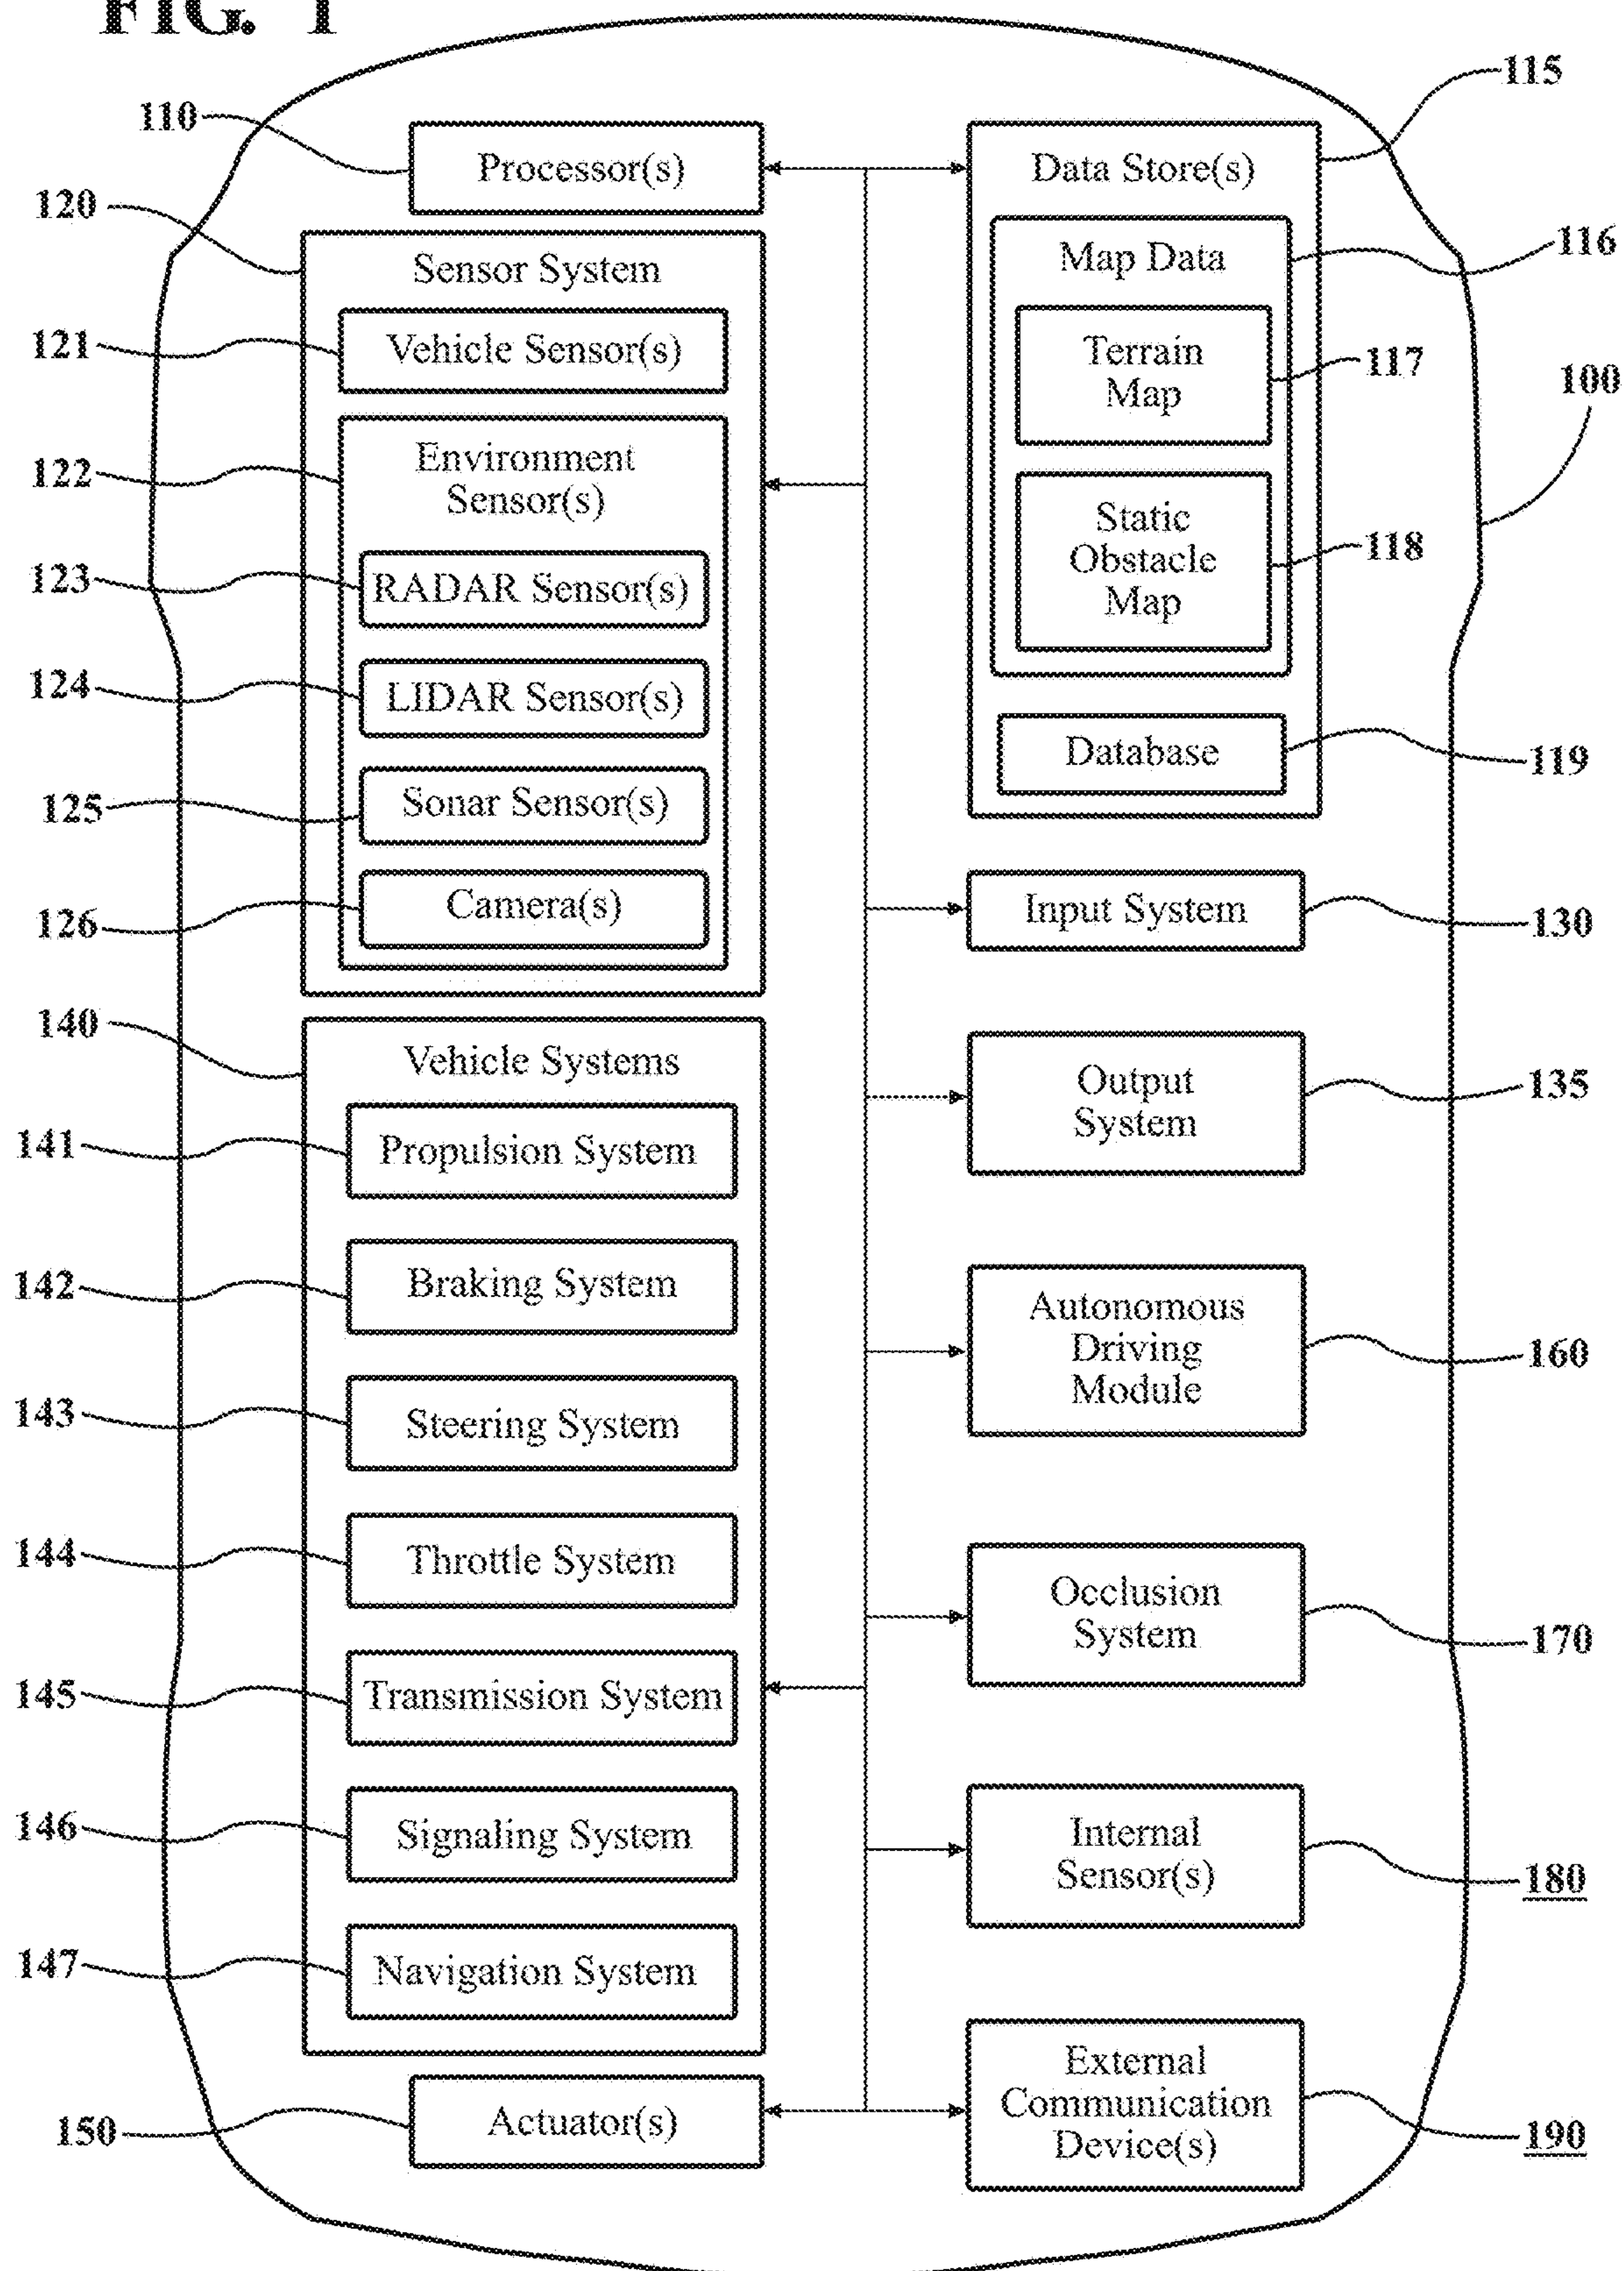 FIG. 1
110
Processor(s)
120
Sensor System
121
Vehicle Sensor(s)
122
Environment
Sensor(s)
123
RADAR Sensor(s)
124
LIDAR Sensor(s)
125
Sonar Sensor(s)
126
Camera(s)
140
Vehicle Systems
141
Propulsion System
142
Braking System
143
Steering System
144
Throttle System
145
Transmission System
146
Signaling System
147
Navigation System
150
Actuator(s)
115
Data Store(s)
116
Map Data
Terrain
Map
117
100
Static
Obstacle
Map
118
Database
119
Input System
130
Output
System
135
Autonomous
Driving
Module
160
Occlusion
System
170
Internal
Sensor(s)
180
External
Communication
Device(s)
190